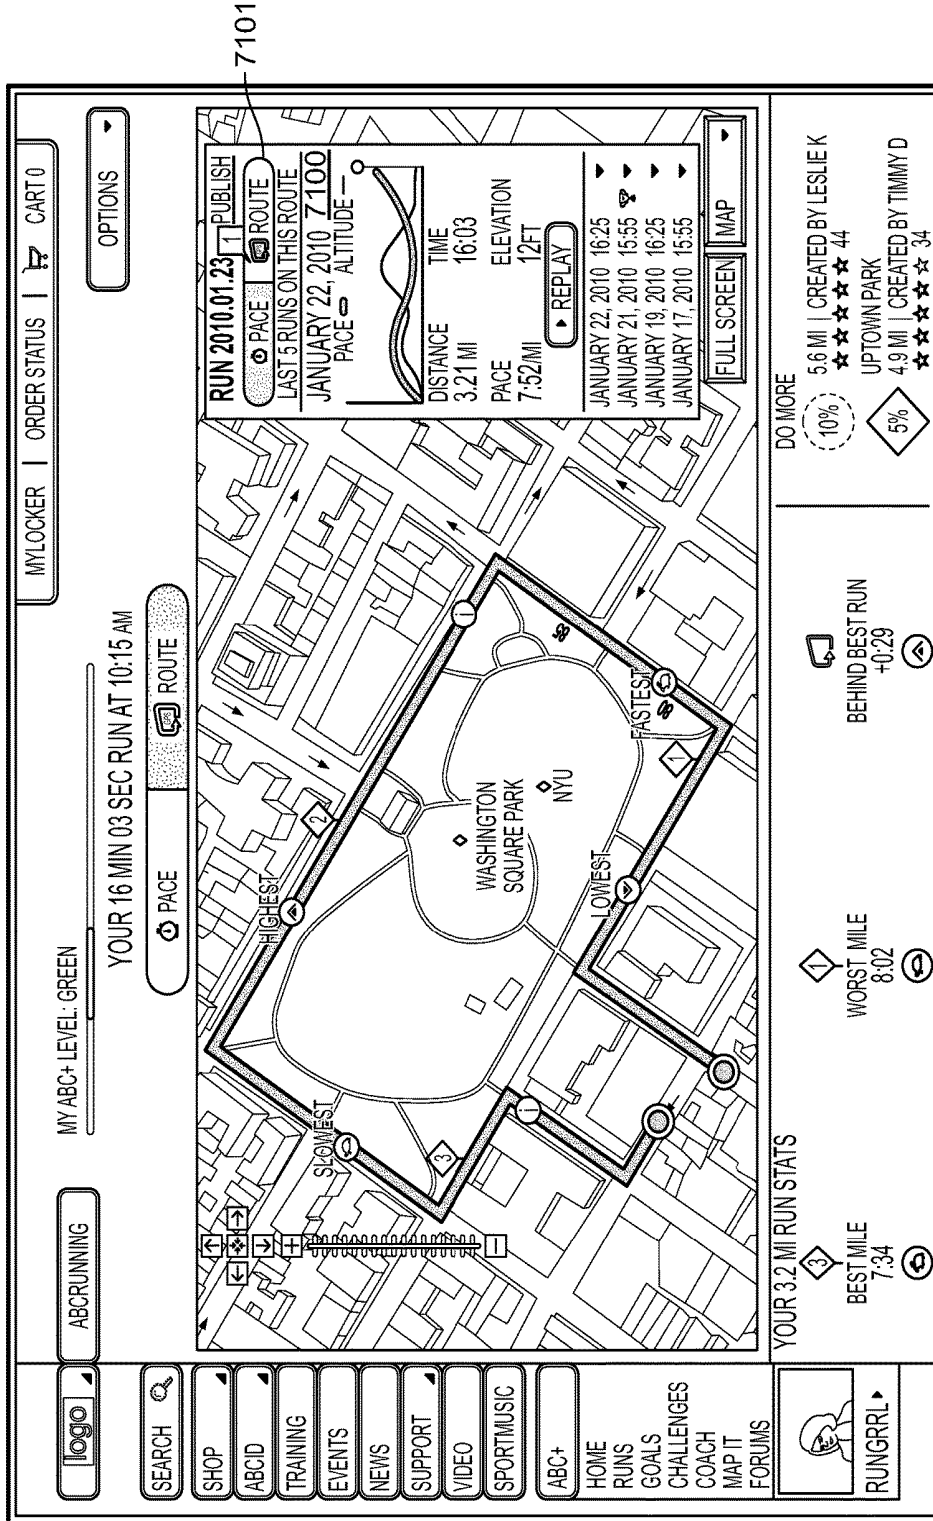 7101
logo
ABCRUNNING
MY ABC+ LEVEL: GREEN
MYLOCKER | ORDER STATUS | CART 0
OPTIONS
YOUR 16 MIN 03 SEC RUN AT 10:15 AM
PACE
ROUTE
SEARCH
SHOP
ABCID
TRAINING
EVENTS
NEWS
SUPPORT
VIDEO
SPORTMUSIC
ABC+
HOME
RUNS
GOALS
CHALLENGES
COACH
MAP IT
FORUMS
RUNGRRL
SLOWEST
HIGHEST
2
3
WASHINGTON
SQUARE PARK
NYU
LOWEST
FASTEST
1
85
80
i
i
RUN 2010.01.23 1 PUBLISH
PACE ROUTE
LAST 5 RUNS ON THIS ROUTE
JANUARY 22, 2010 7100
PACE ALTITUDE
DISTANCE TIME
3.21 MI 16:03
PACE ELEVATION
7:52/MI 12FT
REPLAY
JANUARY 22, 2010 16:25
JANUARY 21, 2010 15:55
JANUARY 19, 2010 16:25
JANUARY 17, 2010 15:55
FULL SCREEN MAP
YOUR 3.2 MI RUN STATS
3
BEST MILE
7:34
1
WORST MILE
8:02
BEHIND BEST RUN
+0:29
DO MORE
10%
5.6 MI | CREATED BY LESLIE K
44
5%
UPTOWN PARK
4.9 MI | CREATED BY TIMMY D
34